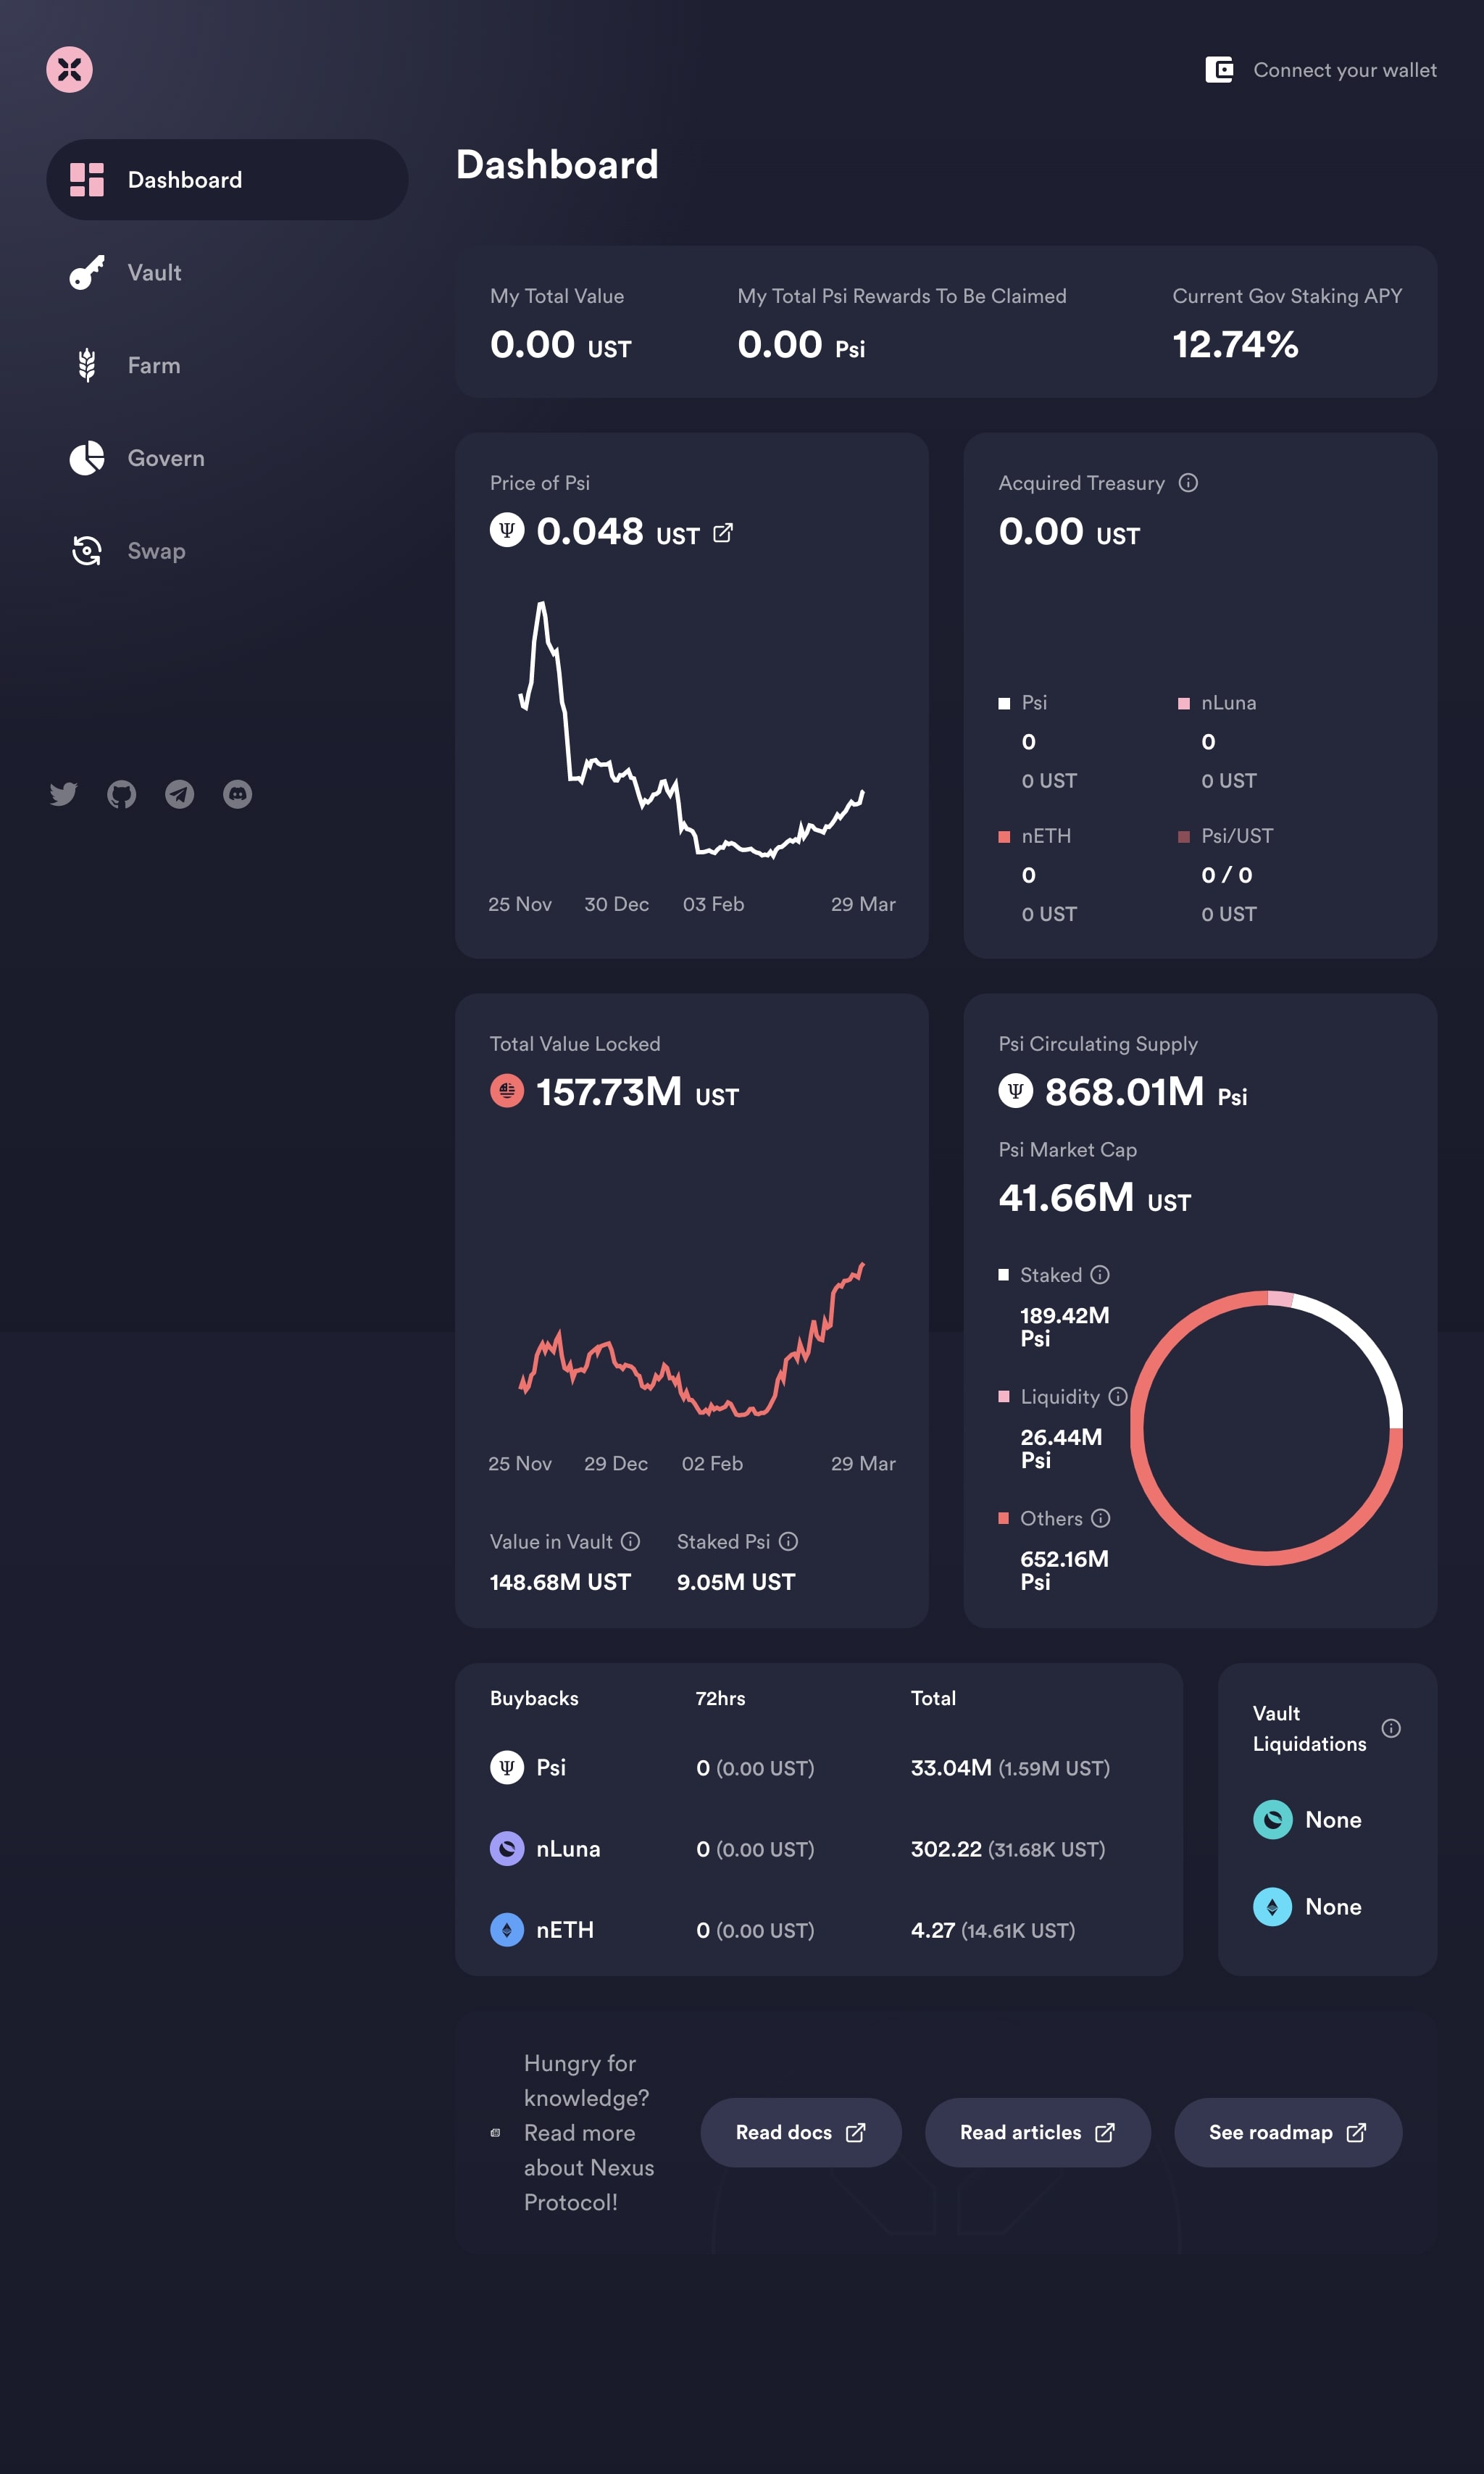 Connect your wallet
Dashboard
Vault
Farm
Govern
Swap
Dashboard
My Total Value
0.00 UST
My Total Psi Rewards To Be Claimed
0.00 Psi
Current Gov Staking APY
12.74%
Price of Psi
Ψ 0.048 UST
25 Nov 30 Dec 03 Feb 29 Mar
Acquired Treasury
0.00 UST
Psi
0
0 UST
nLuna
0
0 UST
nETH
0
0 UST
Psi/UST
0 / 0
0 UST
Total Value Locked
157.73M UST
25 Nov 29 Dec 02 Feb 29 Mar
Value in Vault
148.68M UST
Staked Psi
9.05M UST
Psi Circulating Supply
Ψ 868.01M Psi
Psi Market Cap
41.66M UST
Staked
189.42M
Psi
Liquidity
26.44M
Psi
Others
652.16M
Psi
Buybacks 72hrs Total
Ψ Psi 0 (0.00 UST) 33.04M (1.59M UST)
nLuna 0 (0.00 UST) 302.22 (31.68K UST)
nETH 0 (0.00 UST) 4.27 (14.61K UST)
Vault
Liquidations
None
None
Hungry for
knowledge?
Read more
about Nexus
Protocol!
Read docs
Read articles
See roadmap